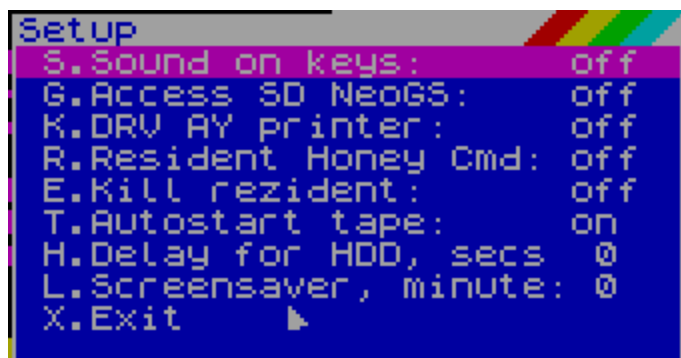 Setup
S.Sound on keys: off
G.Access SD NeoGS: off
K.DRV AY printer: off
R.Resident Honey Cmd: off
E.Kill rezident: off
T.Autostart tape: on
H.Delay for HDD, secs 0
L.Screensaver, minute: 0
X.Exit